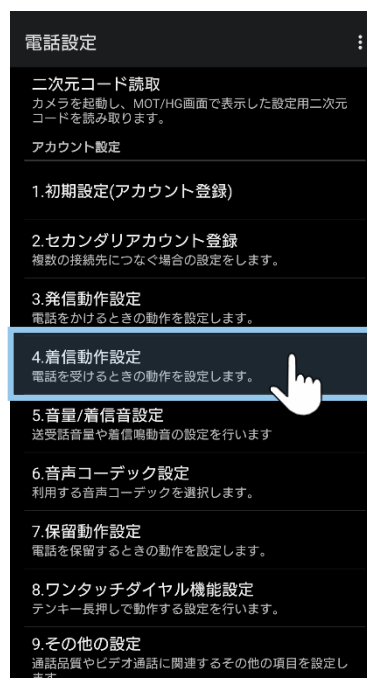 電話設定
二次元コード読取
カメラを起動し、MOT/HG画面で表示した設定用二次元
コードを読み取ります。
アカウント設定
1.初期設定(アカウント登録)
2.セカンダリアカウント登録
複数の接続先につなぐ場合の設定をします。
3.発信動作設定
電話をかけるときの動作を設定します。
4.着信動作設定
電話を受けるときの動作を設定します。
5.音量/着信音設定
送受話音量や着信鳴動音の設定を行います
6.音声コーデック設定
利用する音声コーデックを選択します。
7.保留動作設定
電話を保留するときの動作を設定します。
8.ワンタッチダイヤル機能設定
テンキー長押しで動作する設定を行います。
9.その他の設定
通話品質やビデオ通話に関連するその他の項目を設定し
ます